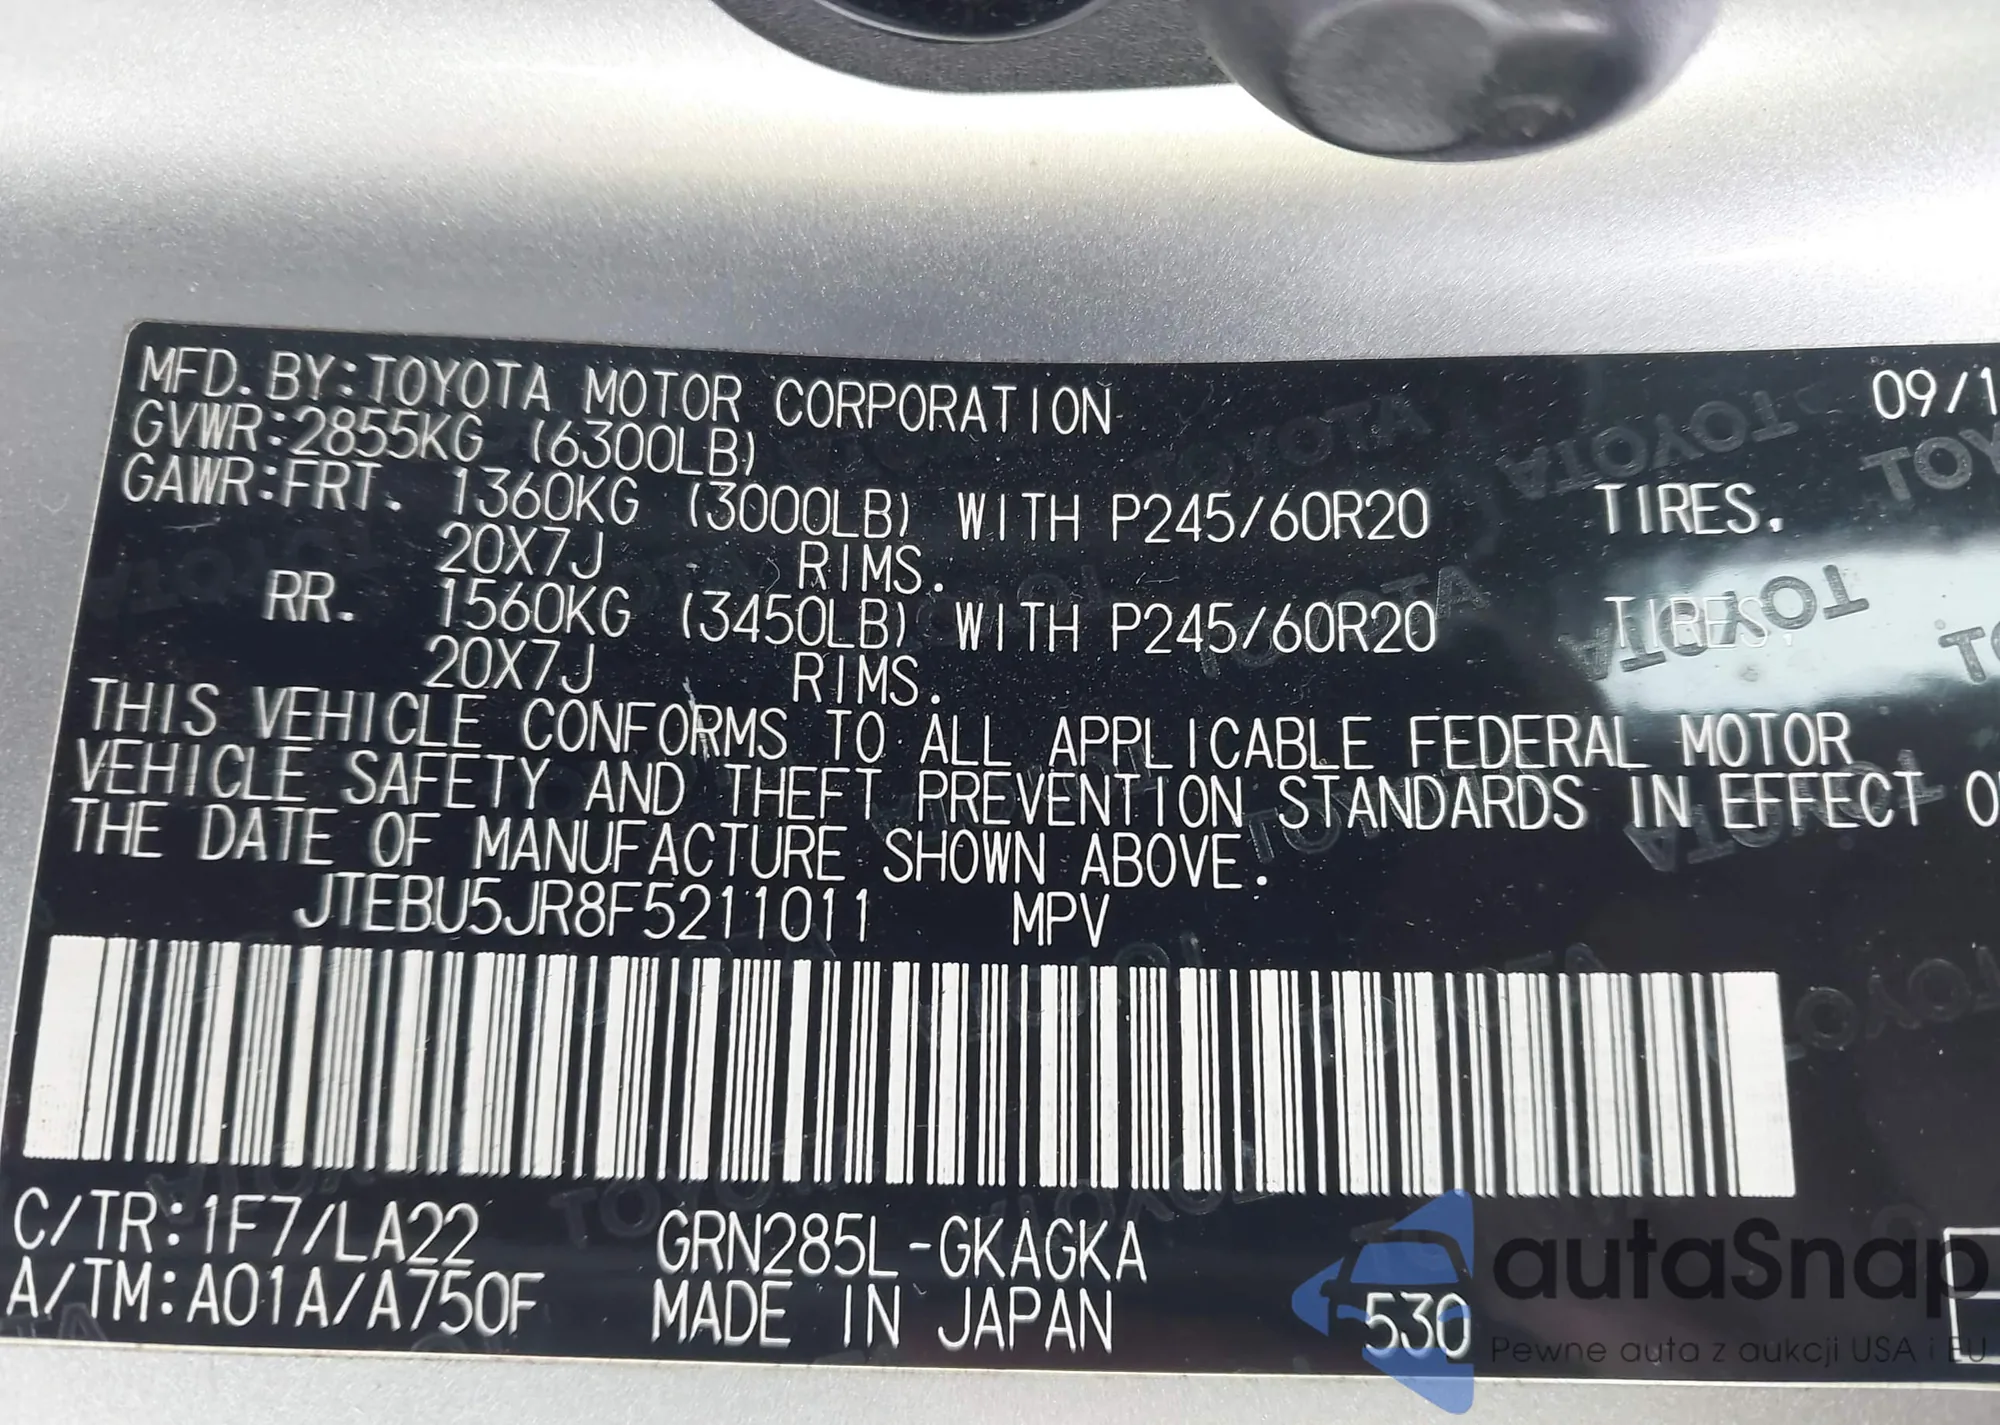 MFD. BY: TOYOTA MOTOR CORPORATION 09/1
GVWR: 2855KG (6300LB)
GAWR: FRT. 1360KG (3000LB) WITH P245/60R20 TIRES.
20X7J RIMS.
RR. 1560KG (3450LB) WITH P245/60R20 TIRES.
20X7J RIMS.
THIS VEHICLE CONFORMS TO ALL APPLICABLE FEDERAL MOTOR
VEHICLE SAFETY AND THEFT PREVENTION STANDARDS IN EFFECT
THE DATE OF MANUFACTURE SHOWN ABOVE.
JTEBU5JR8F5211011 MPV
C/TR: 1F7/LA22 GRN285L-GKAGKA
A/TM: A01A/A750F MADE IN JAPAN 530
autaSnap
Pewne auta z aukcji USA i EU